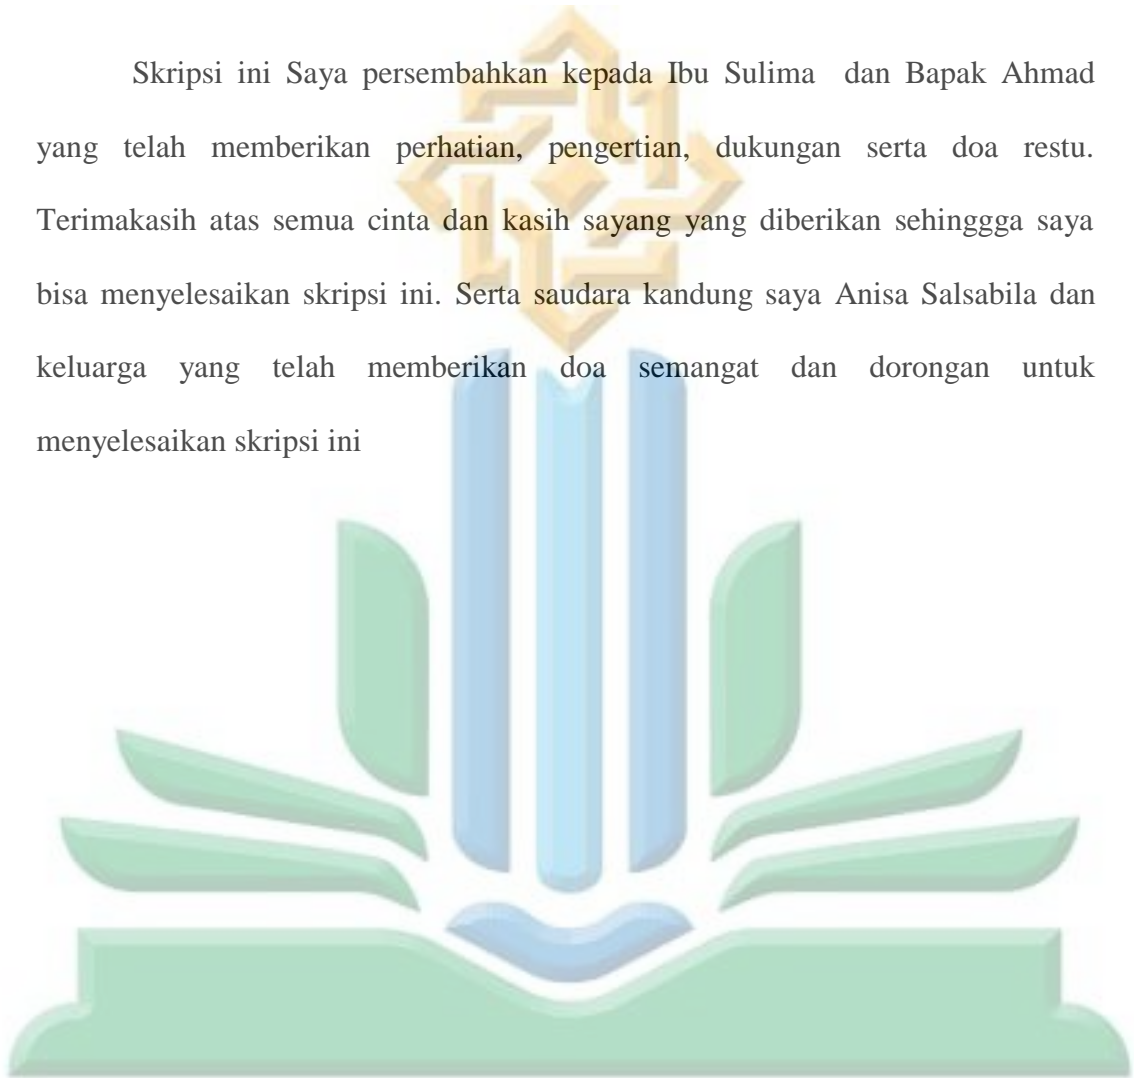 Skripsi ini Saya persembahkan kepada Ibu Sulima dan Bapak Ahmad
yang telah memberikan perhatian, pengertian, dukungan serta doa restu.
Terimakasih atas semua cinta dan kasih sayang yang diberikan sehinggga saya
bisa menyelesaikan skripsi ini. Serta saudara kandung saya Anisa Salsabila dan
keluarga yang telah memberikan doa semangat dan dorongan untuk
menyelesaikan skripsi ini